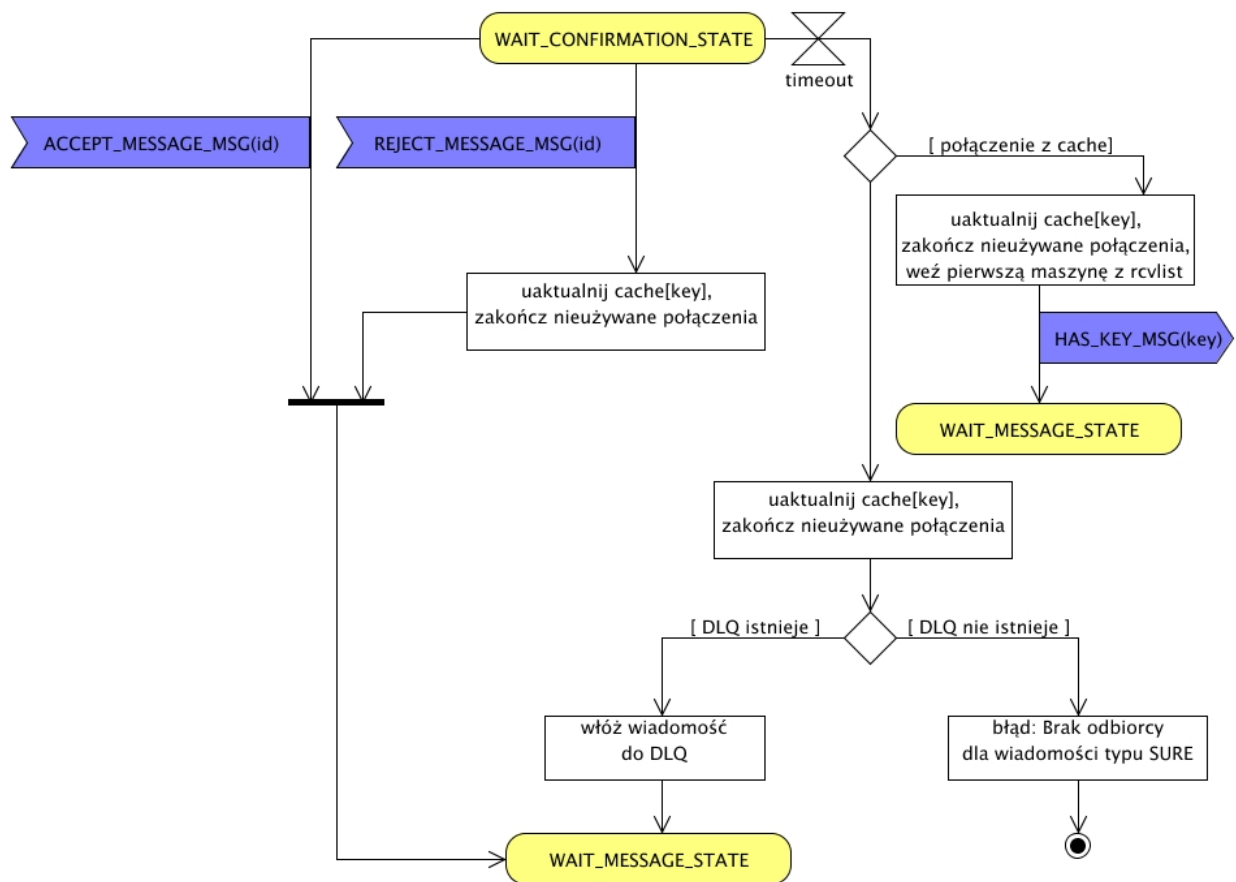 WAIT_CONFIRMATION_STATE
timeout
ACCEPT_MESSAGE_MSG(id)
REJECT_MESSAGE_MSG(id)
[ połączenie z cache]
uaktualnij cache[key],
zakończ nieużywane połączenia,
weź pierwszą maszynę z rcvlist
uaktualnij cache[key],
zakończ nieużywane połączenia
HAS_KEY_MSG(key)
WAIT_MESSAGE_STATE
uaktualnij cache[key],
zakończ nieużywane połączenia
[ DLQ istnieje ]
[ DLQ nie istnieje ]
włóż wiadomość
do DLQ
błąd: Brak odbiorcy
dla wiadomości typu SURE
WAIT_MESSAGE_STATE